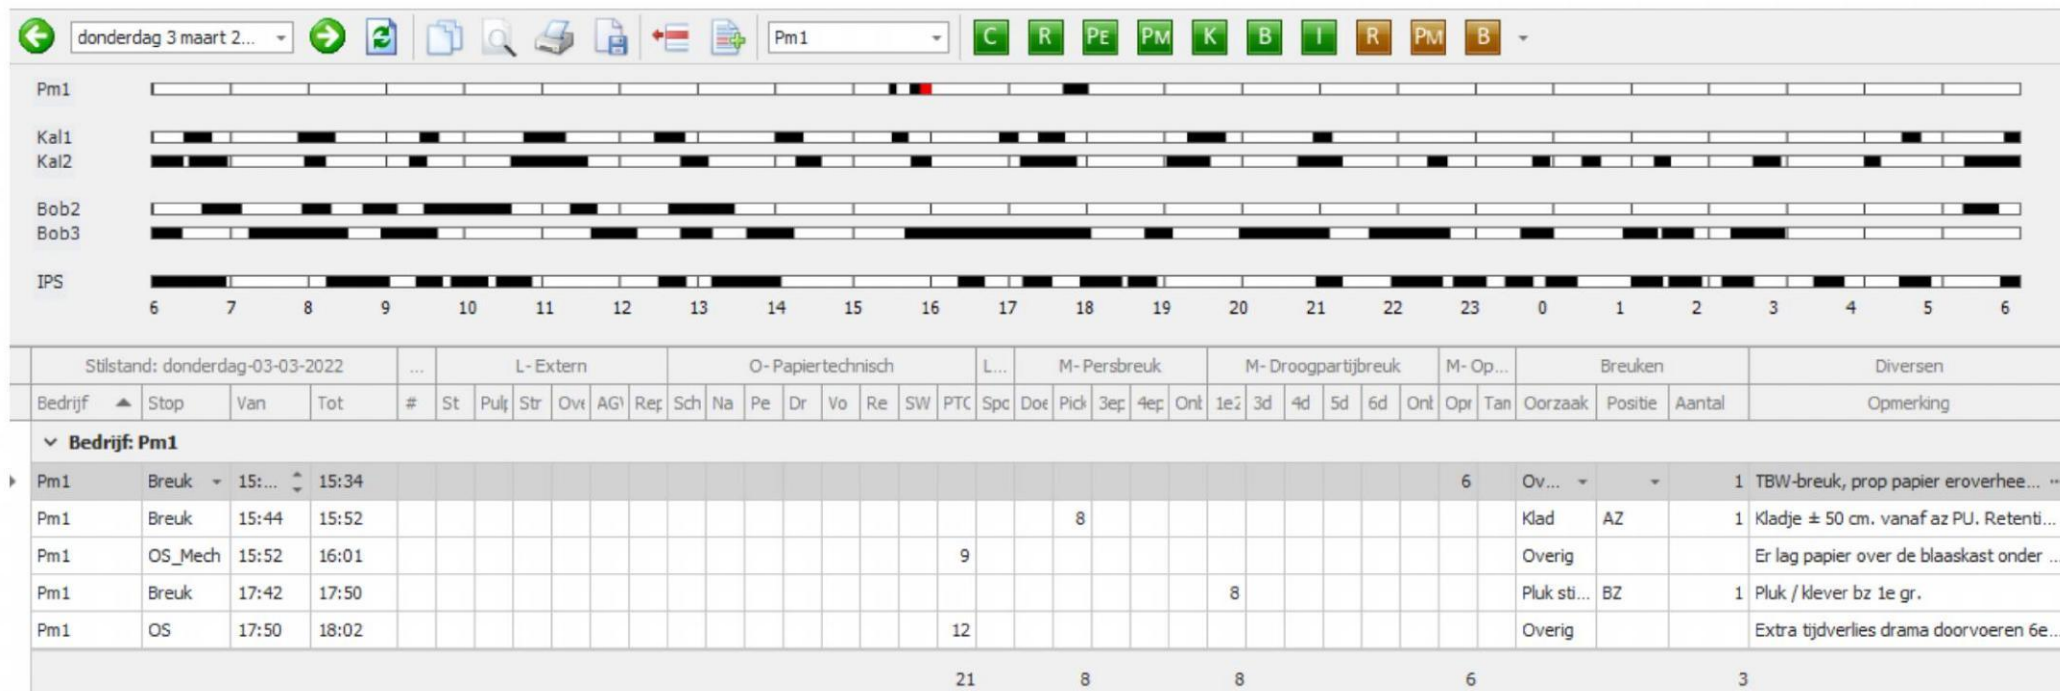 donderdag 3 maart 2... Pm1 C R PE PM K B I R PM B
Pm1
Kal1
Kal2
Bob2
Bob3
IPS
6 7 8 9 10 11 12 13 14 15 16 17 18 19 20 21 22 23 0 1 2 3 4 5 6
Stilstand: donderdag-03-03-2022 ... L- Extern O- Papiertechnisch L... M- Persbreuk M- Droogpartijbreuk M- Op... Breuken Diversen
Bedrijf Stop Van Tot # St Pulp Str Ove AGV Rep Sch Na Pe Dr Vo Re SW PTC Spo Doe Pick 3ep 4ep Onb 1e2 3d 4d 5d 6d Onb Opr Tan Oorzaak Positie Aantal Opmerking
Bedrijf: Pm1
Pm1 Breuk 15:... 15:34 6 Ov... 1 TBW-breuk, prop papier eroverhee... ...
Pm1 Breuk 15:44 15:52 8 Klad AZ 1 Kladje ± 50 cm. vanaf az PU. Retenti...
Pm1 OS_Mech 15:52 16:01 9 Overig Er lag papier over de blaaskast onder ...
Pm1 Breuk 17:42 17:50 8 Pluk sti... BZ 1 Pluk / klever bz 1e gr.
Pm1 OS 17:50 18:02 12 Overig Extra tijdverlies drama doorvoeren 6e...
21 8 8 6 3